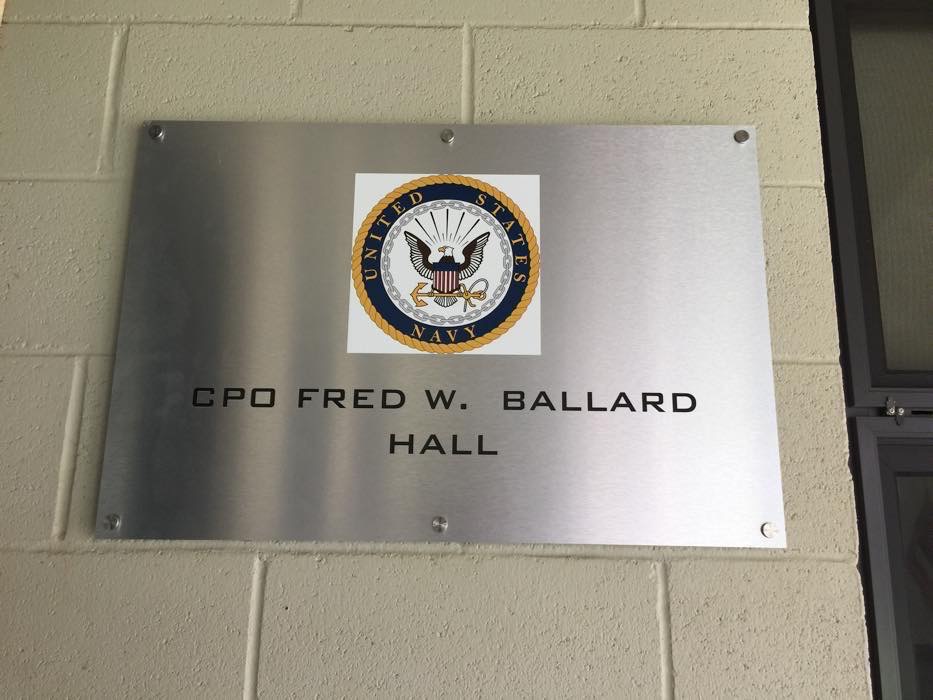 UNITED STATES
NAVY
CPO FRED W. BALLARD
HALL